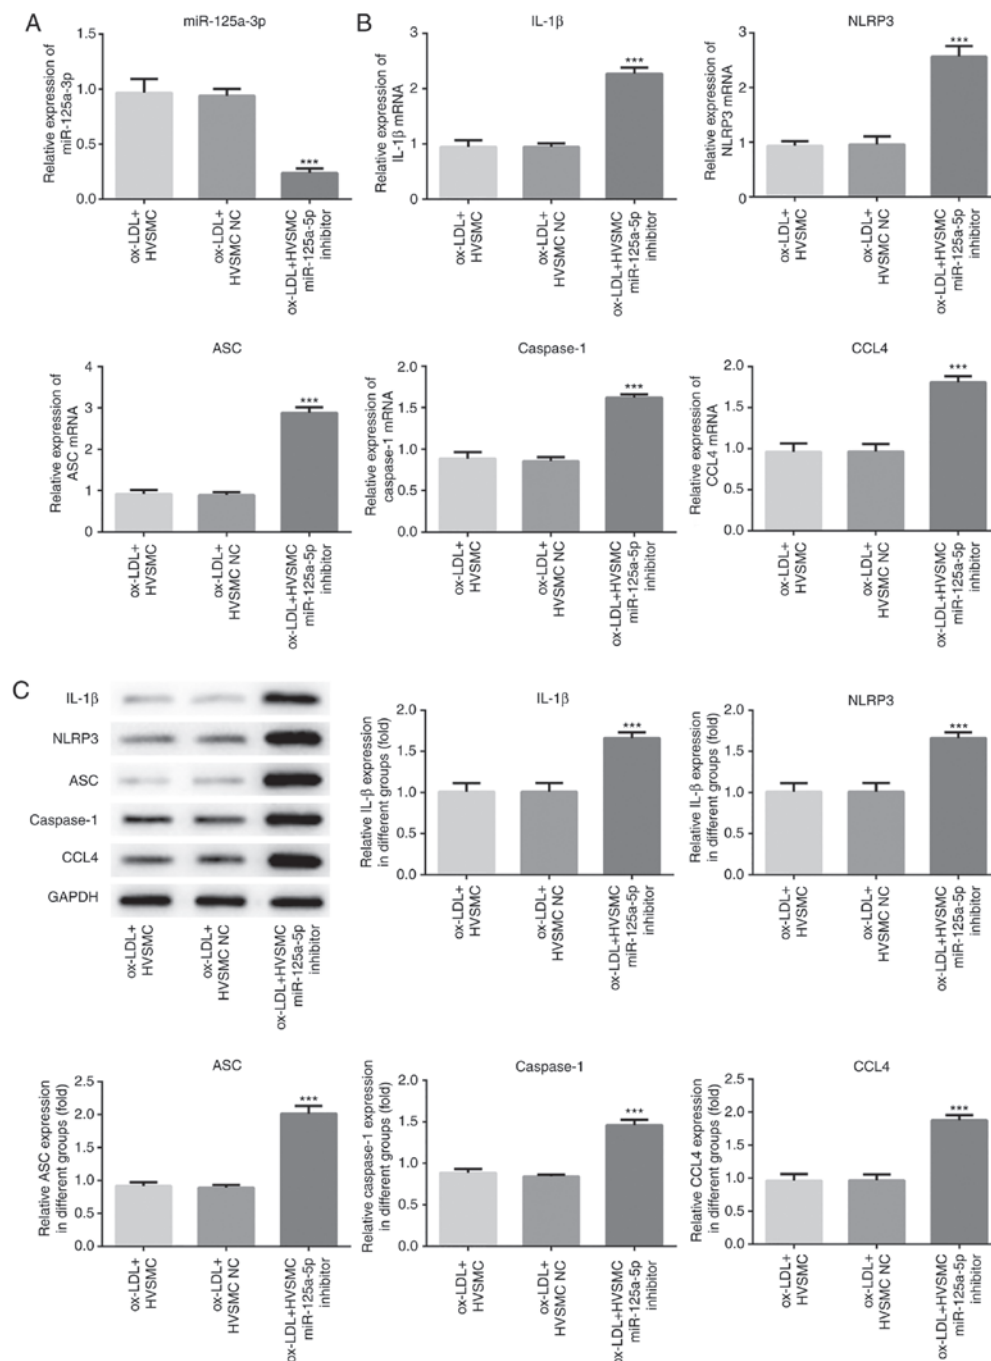 A
miR-125a-3p
Relative expression of
miR-125a-3p
1.5
1.0
0.5
0.0
***
ox-LDL+
HVSMC
ox-LDL+
HVSMC NC
ox-LDL+HVSMC
miR-125a-5p
inhibitor
B
IL-1β
Relative expression of
IL-1β mRNA
3
2
1
0
***
ox-LDL+
HVSMC
ox-LDL+
HVSMC NC
ox-LDL+HVSMC
miR-125a-5p
inhibitor
NLRP3
Relative expression of
NLRP3 mRNA
3
2
1
0
***
ox-LDL+
HVSMC
ox-LDL+
HVSMC NC
ox-LDL+HVSMC
miR-125a-5p
inhibitor
ASC
Relative expression of
ASC mRNA
4
3
2
1
0
***
ox-LDL+
HVSMC
ox-LDL+
HVSMC NC
ox-LDL+HVSMC
miR-125a-5p
inhibitor
Caspase-1
Relative expression of
caspase-1 mRNA
2.0
1.5
1.0
0.5
0.0
***
ox-LDL+
HVSMC
ox-LDL+
HVSMC NC
ox-LDL+HVSMC
miR-125a-5p
inhibitor
CCL4
Relative expression of
CCL4 mRNA
2.0
1.5
1.0
0.5
0.0
***
ox-LDL+
HVSMC
ox-LDL+
HVSMC NC
ox-LDL+HVSMC
miR-125a-5p
inhibitor
C
IL-1β
NLRP3
ASC
Caspase-1
CCL4
GAPDH
ox-LDL+
HVSMC
ox-LDL+
HVSMC NC
ox-LDL+HVSMC
miR-125a-5p
inhibitor
IL-1β
Relative IL-β expression
in different groups (fold)
2.0
1.5
1.0
0.5
0.0
***
ox-LDL+
HVSMC
ox-LDL+
HVSMC NC
ox-LDL+HVSMC
miR-125a-5p
inhibitor
NLRP3
Relative IL-β expression
in different groups (fold)
2.0
1.5
1.0
0.5
0.0
***
ox-LDL+
HVSMC
ox-LDL+
HVSMC NC
ox-LDL+HVSMC
miR-125a-5p
inhibitor
ASC
Relative ASC expression
in different groups (fold)
2.5
2.0
1.5
1.0
0.5
0.0
***
ox-LDL+
HVSMC
ox-LDL+
HVSMC NC
ox-LDL+HVSMC
miR-125a-5p
inhibitor
Caspase-1
Relative caspase-1 expression
in different groups (fold)
2.0
1.5
1.0
0.5
0.0
***
ox-LDL+
HVSMC
ox-LDL+
HVSMC NC
ox-LDL+HVSMC
miR-125a-5p
inhibitor
CCL4
Relative CCL4 expression
in different groups (fold)
2.5
2.0
1.5
1.0
0.5
0.0
***
ox-LDL+
HVSMC
ox-LDL+
HVSMC NC
ox-LDL+HVSMC
miR-125a-5p
inhibitor